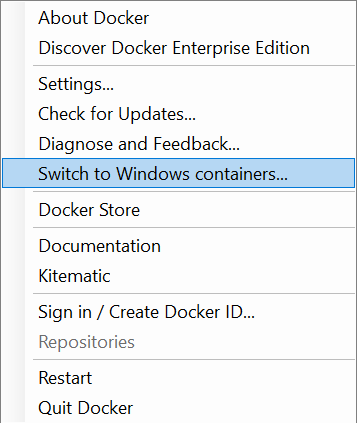 About Docker
Discover Docker Enterprise Edition
Settings...
Check for Updates...
Diagnose and Feedback...
Switch to Windows containers...
Docker Store
Documentation
Kitematic
Sign in / Create Docker ID...
Repositories
Restart
Quit Docker